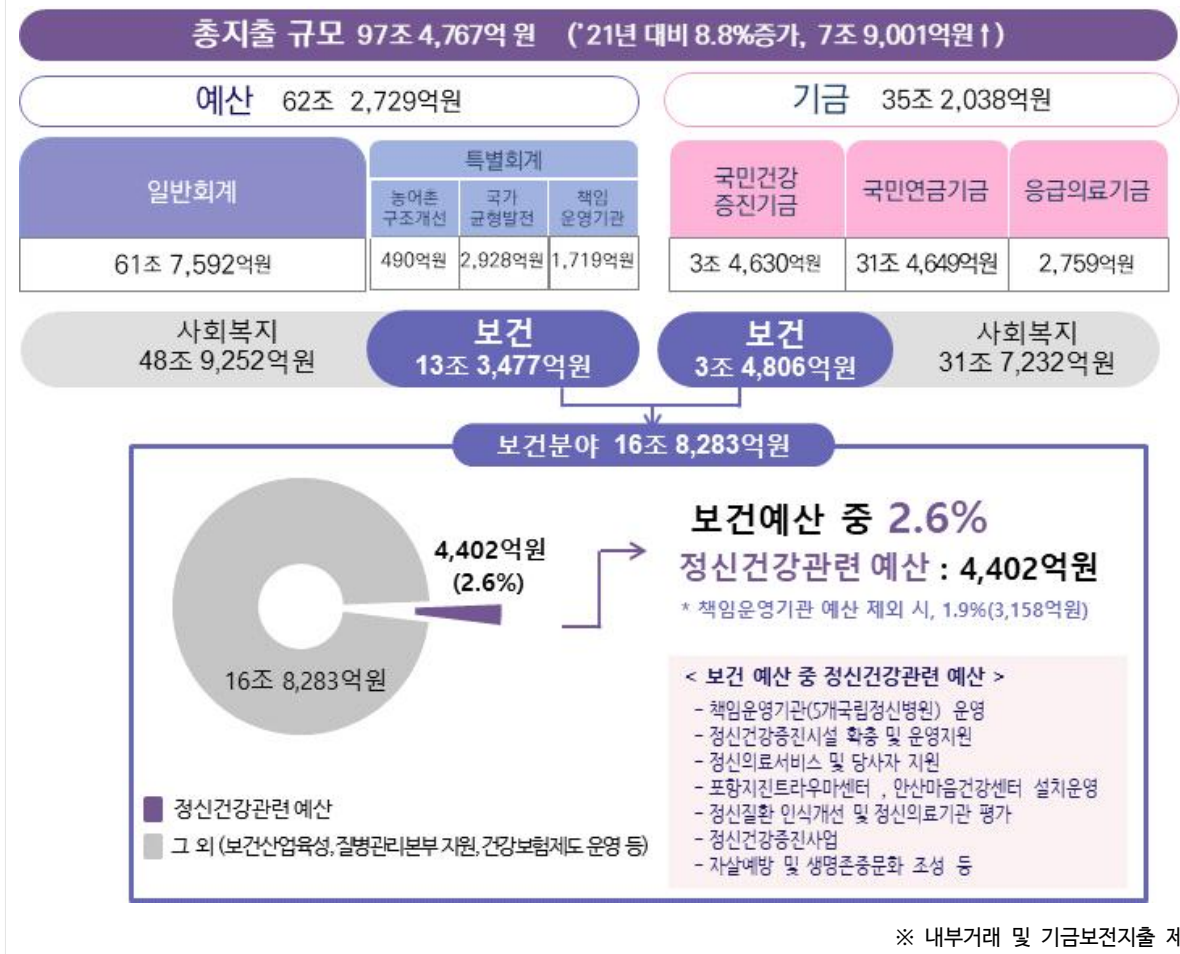 총지출 규모 97조 4,767억 원 ('21년 대비 8.8%증가, 7조 9,001억원↑)
예산 62조 2,729억원
기금 35조 2,038억원
일반회계
특별회계
농어촌
구조개선
국가
균형발전
책임
운영기관
국민건강
증진기금
국민연금기금
응급의료기금
61조 7,592억원
490억원
2,928억원
1,719억원
3조 4,630억원
31조 4,649억원
2,759억원
사회복지
48조 9,252억원
보건
13조 3,477억원
보건
3조 4,806억원
사회복지
31조 7,232억원
보건분야 16조 8,283억원
4,402억원
(2.6%)
16조 8,283억원
보건예산 중 2.6%
정신건강관련 예산 : 4,402억원
* 책임운영기관 예산 제외 시, 1.9%(3,158억원)
< 보건 예산 중 정신건강관련 예산 >
- 책임운영기관(5개국립정신병원) 운영
- 정신건강증진시설 확충 및 운영지원
- 정신의료서비스 및 당사자 지원
- 포항지진트라우마센터 , 안산마음건강센터 설치운영
- 정신질환 인식개선 및 정신의료기관 평가
- 정신건강증진사업
- 자살예방 및 생명존중문화 조성 등
정신건강관련 예산
그 외 (보건산업육성, 질병관리본부 지원, 건강보험제도 운영 등)
※ 내부거래 및 기금보전지출